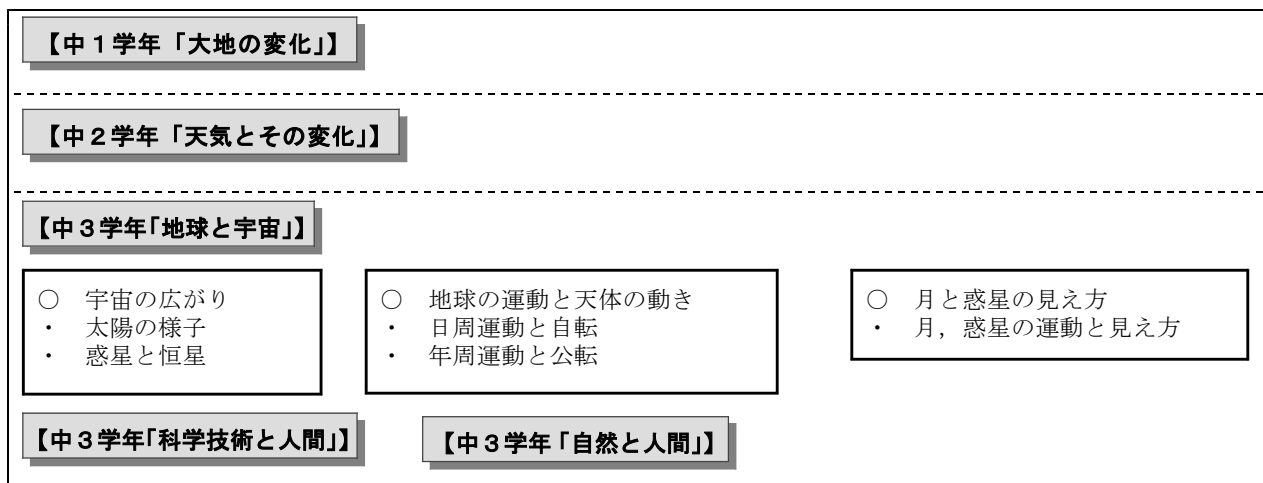 【中１学年「大地の変化」】
【中２学年「天気とその変化」】
【中３学年「地球と宇宙」】
○　宇宙の広がり
・　太陽の様子
・　惑星と恒星
○　地球の運動と天体の動き
・　日周運動と自転
・　年周運動と公転
○　月と惑星の見え方
・　月，惑星の運動と見え方
【中３学年「科学技術と人間」】
【中３学年「自然と人間」】